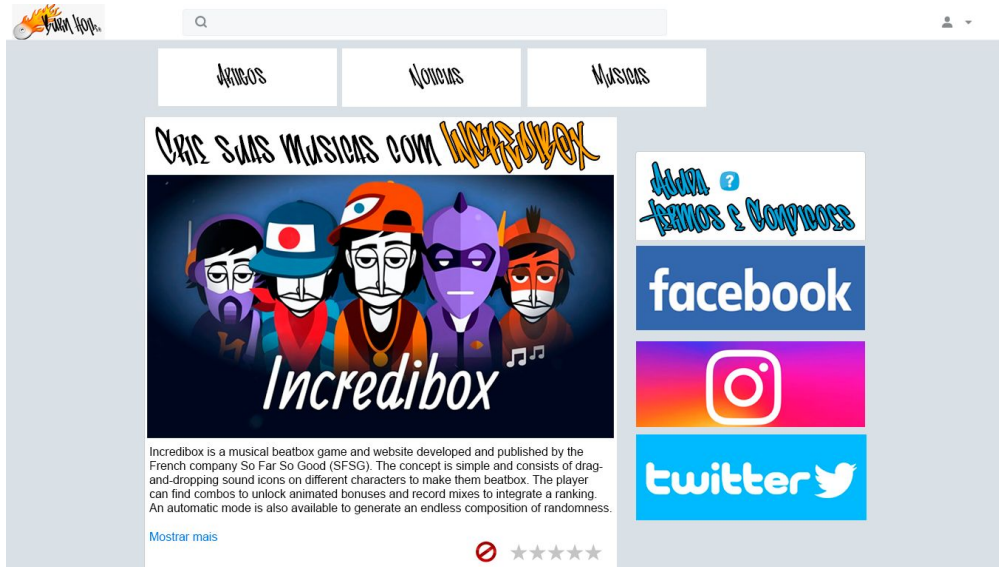 Burn Hop
Artigos
Noticias
Musicas
Crie suas musicas com INCREDIBOX
Ajuda ?
Termos e Condicoes
Incredibox
facebook
twitter
Incredibox is a musical beatbox game and website developed and published by the
French company So Far So Good (SFSG). The concept is simple and consists of drag-
and-dropping sound icons on different characters to make them beatbox. The player
can find combos to unlock animated bonuses and record mixes to integrate a ranking.
An automatic mode is also available to generate an endless composition of randomness.
Mostrar mais